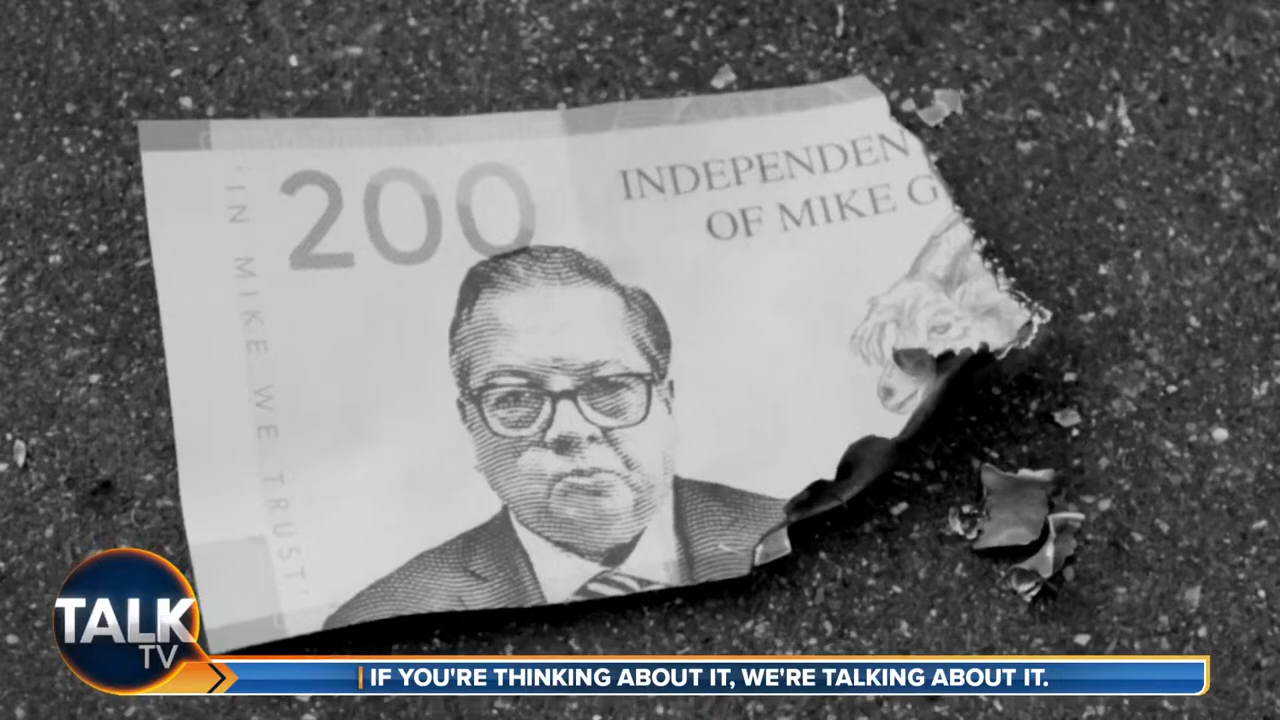 200
INDEPENDEN
OF MIKE G
'IN MIKE WE TRUST'
TALK
TV
IF YOU'RE THINKING ABOUT IT, WE'RE TALKING ABOUT IT.